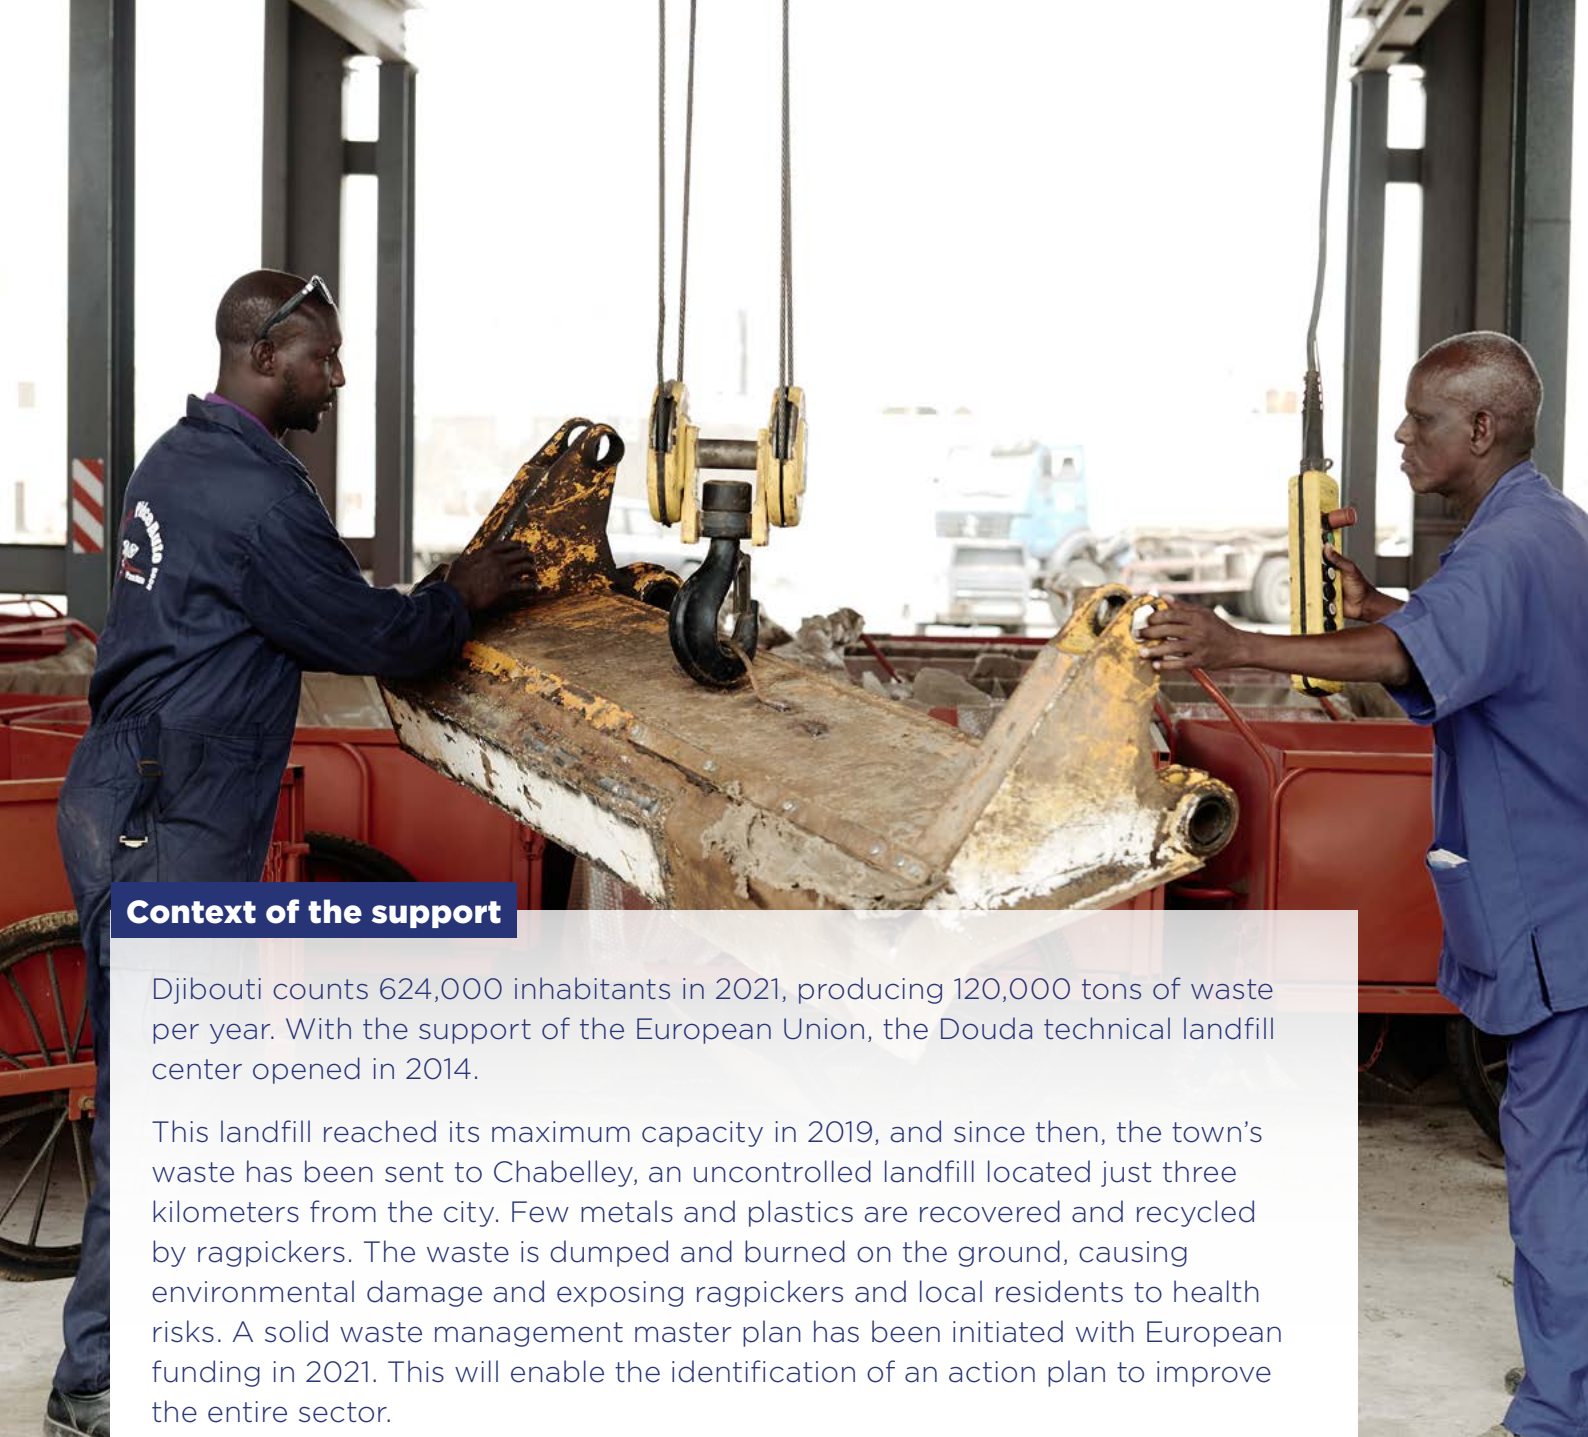 Context of the support
Djibouti counts 624,000 inhabitants in 2021, producing 120,000 tons of waste
per year. With the support of the European Union, the Douda technical landfill
center opened in 2014.
This landfill reached its maximum capacity in 2019, and since then, the town’s
waste has been sent to Chabelley, an uncontrolled landfill located just three
kilometers from the city. Few metals and plastics are recovered and recycled
by ragpickers. The waste is dumped and burned on the ground, causing
environmental damage and exposing ragpickers and local residents to health
risks. A solid waste management master plan has been initiated with European
funding in 2021. This will enable the identification of an action plan to improve
the entire sector.